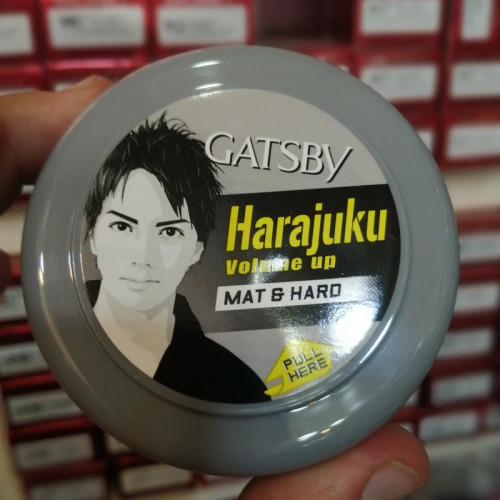 GATSBY
Harajuku
Volume up
MAT & HARD
PULL
HERE